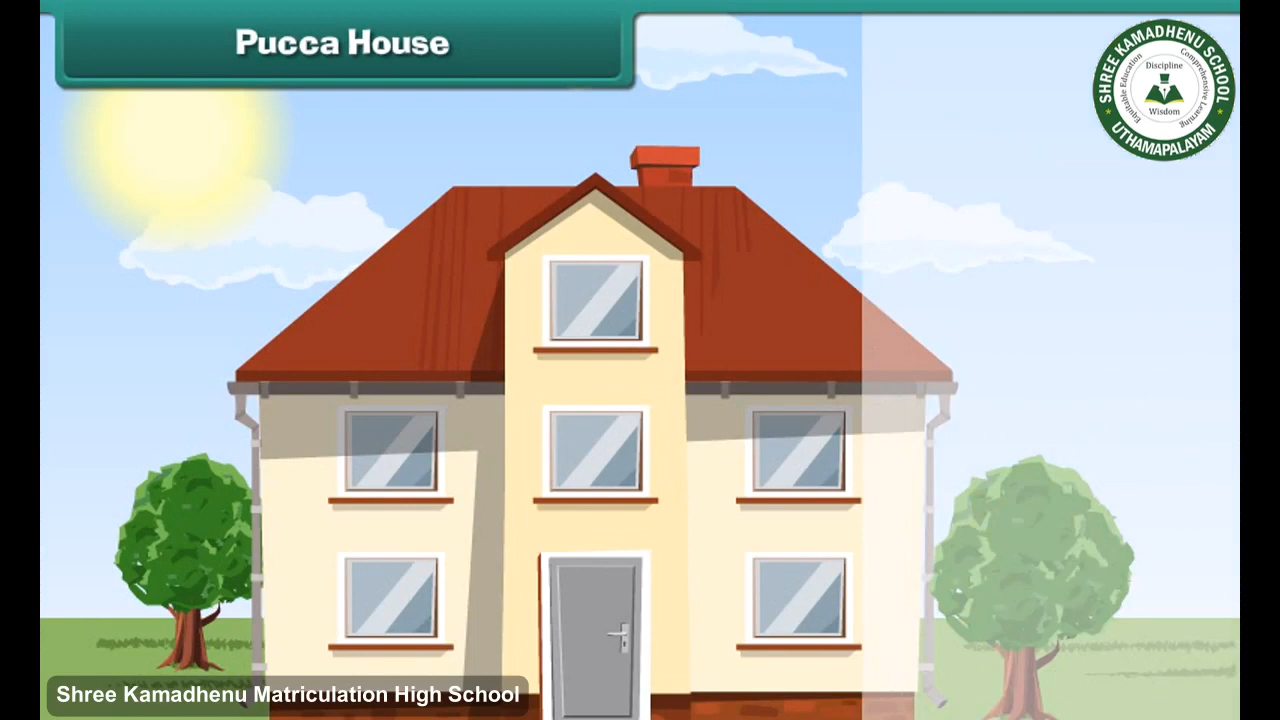 Pucca House
SHREE KAMADHENU SCHOOL
Equitable Education
Discipline
Comprehensive Learning
Wisdom
UTHAMAPALAYAM
Shree Kamadhenu Matriculation High School